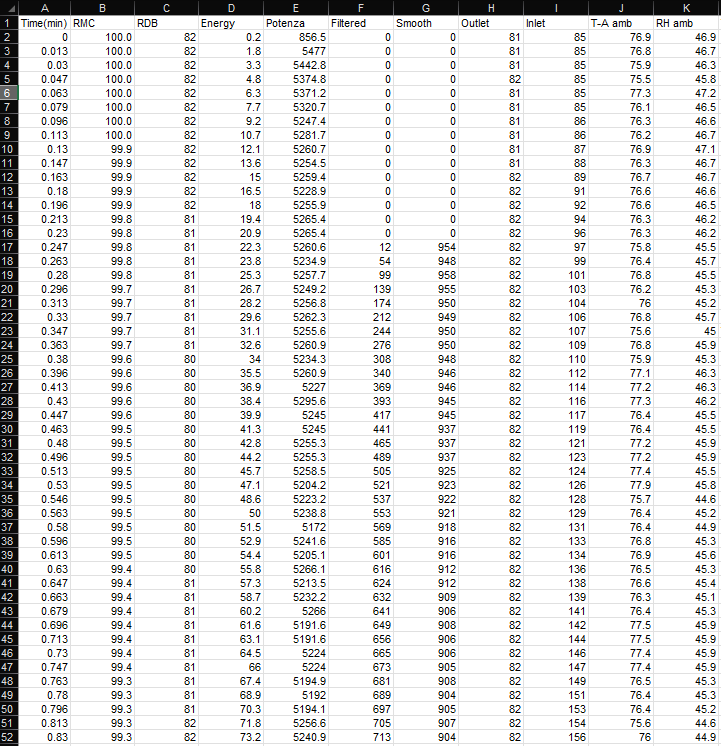 A B C D E F G H I J K
1 Time(min) RMC RDB Energy Potenza Filtered Smooth Outlet Inlet T-A amb RH amb
2 0 100.0 82 0.2 856.5 0 0 81 85 76.9 46.9
3 0.013 100.0 82 1.8 5477 0 0 81 85 76.8 46.7
4 0.03 100.0 82 3.3 5442.8 0 0 81 85 75.9 46.3
5 0.047 100.0 82 4.8 5374.8 0 0 82 85 75.5 45.8
6 0.063 100.0 82 6.3 5371.2 0 0 81 85 77.3 47.2
7 0.079 100.0 82 7.7 5320.7 0 0 81 85 76.1 46.5
8 0.096 100.0 82 9.2 5247.4 0 0 81 86 76.3 46.6
9 0.113 100.0 82 10.7 5281.7 0 0 81 86 76.2 46.7
10 0.13 99.9 82 12.1 5260.7 0 0 81 87 76.9 47.1
11 0.147 99.9 82 13.6 5254.5 0 0 81 88 76.3 46.7
12 0.163 99.9 82 15 5259.4 0 0 82 89 76.7 46.7
13 0.18 99.9 82 16.5 5228.9 0 0 82 91 76.6 46.6
14 0.196 99.9 82 18 5255.9 0 0 82 92 76.6 46.5
15 0.213 99.8 81 19.4 5265.4 0 0 82 94 76.3 46.2
16 0.23 99.8 81 20.9 5265.4 0 0 82 96 76.3 46.2
17 0.247 99.8 81 22.3 5260.6 12 954 82 97 75.8 45.5
18 0.263 99.8 81 23.8 5234.9 54 948 82 99 76.4 45.7
19 0.28 99.8 81 25.3 5257.7 99 958 82 101 76.8 45.5
20 0.296 99.7 81 26.7 5249.2 139 955 82 103 76.2 45.3
21 0.313 99.7 81 28.2 5256.8 174 950 82 104 76 45.2
22 0.33 99.7 81 29.6 5262.3 212 949 82 106 76.8 45.7
23 0.347 99.7 81 31.1 5255.6 244 950 82 107 75.6 45
24 0.363 99.7 81 32.6 5260.9 276 950 82 109 76.8 45.9
25 0.38 99.6 80 34 5234.3 308 948 82 110 75.9 45.3
26 0.396 99.6 80 35.5 5260.9 340 946 82 112 77.1 46.3
27 0.413 99.6 80 36.9 5227 369 946 82 114 77.2 46.3
28 0.43 99.6 80 38.4 5295.6 393 945 82 116 77.3 46.2
29 0.447 99.6 80 39.9 5245 417 945 82 117 76.4 45.5
30 0.463 99.5 80 41.3 5245 441 937 82 119 76.4 45.5
31 0.48 99.5 80 42.8 5255.3 465 937 82 121 77.2 45.9
32 0.496 99.5 80 44.2 5255.3 489 937 82 123 77.2 45.9
33 0.513 99.5 80 45.7 5258.5 505 925 82 124 77.4 45.5
34 0.53 99.5 80 47.1 5204.2 521 923 82 126 77.9 45.8
35 0.546 99.5 80 48.6 5223.2 537 922 82 128 75.7 44.6
36 0.563 99.5 80 50 5238.8 553 921 82 129 76.4 45.2
37 0.58 99.5 80 51.5 5172 569 918 82 131 76.4 44.9
38 0.596 99.5 80 52.9 5241.6 585 916 82 133 76.8 45.3
39 0.613 99.5 80 54.4 5205.1 601 916 82 134 76.9 45.6
40 0.63 99.4 80 55.8 5266.1 616 912 82 136 76.5 45.3
41 0.647 99.4 81 57.3 5213.5 624 912 82 138 76.6 45.4
42 0.663 99.4 81 58.7 5232.2 632 909 82 139 76.3 45.1
43 0.679 99.4 81 60.2 5266 641 906 82 141 76.4 45.3
44 0.696 99.4 81 61.6 5191.6 649 908 82 142 77.5 45.9
45 0.713 99.4 81 63.1 5191.6 656 906 82 144 77.5 45.9
46 0.73 99.4 81 64.5 5224 665 906 82 146 77.4 45.9
47 0.747 99.4 81 66 5224 673 905 82 147 77.4 45.9
48 0.763 99.3 81 67.4 5194.9 681 908 82 149 76.5 45.3
49 0.78 99.3 81 68.9 5192 689 904 82 151 76.4 45.3
50 0.796 99.3 81 70.3 5194.1 697 905 82 153 76.4 45.2
51 0.813 99.3 82 71.8 5256.6 705 907 82 154 75.6 44.6
52 0.83 99.3 82 73.2 5240.9 713 904 82 156 76 44.9